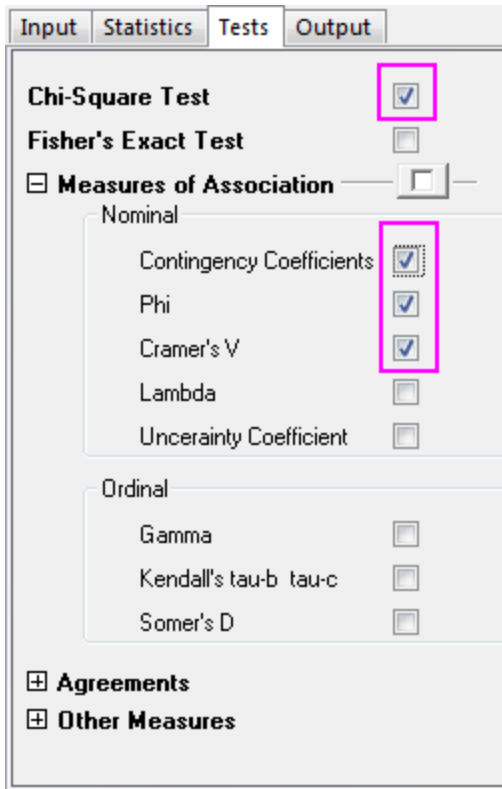 Input Statistics Tests Output
Chi-Square Test
Fisher's Exact Test
Measures of Association
Nominal
Contingency Coefficients
Phi
Cramer's V
Lambda
Uncerainty Coefficient
Ordinal
Gamma
Kendall's tau-b tau-c
Somer's D
Agreements
Other Measures